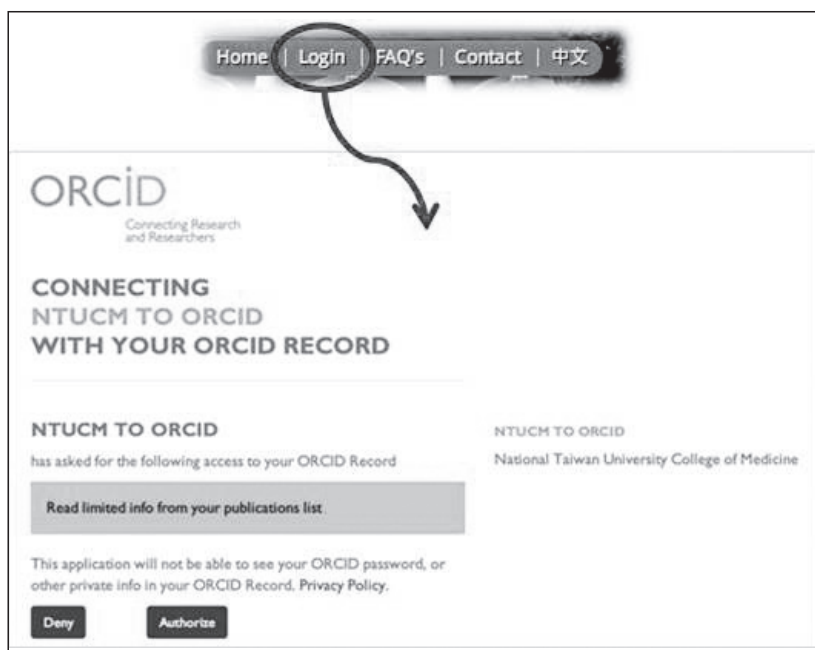 Home | Login | FAQ's | Contact | 中文
ORCID
Connecting Research
and Researchers
CONNECTING
NTUCM TO ORCID
WITH YOUR ORCID RECORD
NTUCM TO ORCID
has asked for the following access to your ORCID Record
Read limited info from your publications list
This application will not be able to see your ORCID password, or
other private info in your ORCID Record. Privacy Policy.
Deny
Authorize
NTUCM TO ORCID
National Taiwan University College of Medicine